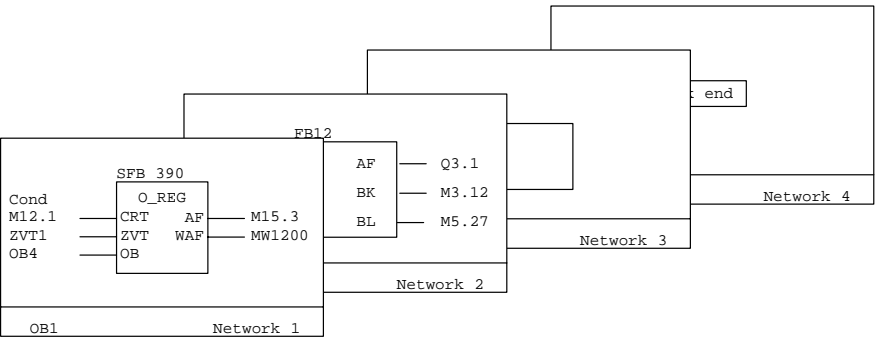 SFB 390
O_REG
Cond
M12.1 CRT AF M15.3
ZVT1 ZVT WAF MW1200
OB4 OB
OB1 Network 1
FB12
AF Q3.1
BK M3.12
BL M5.27
Network 2
Network 3
end
Network 4